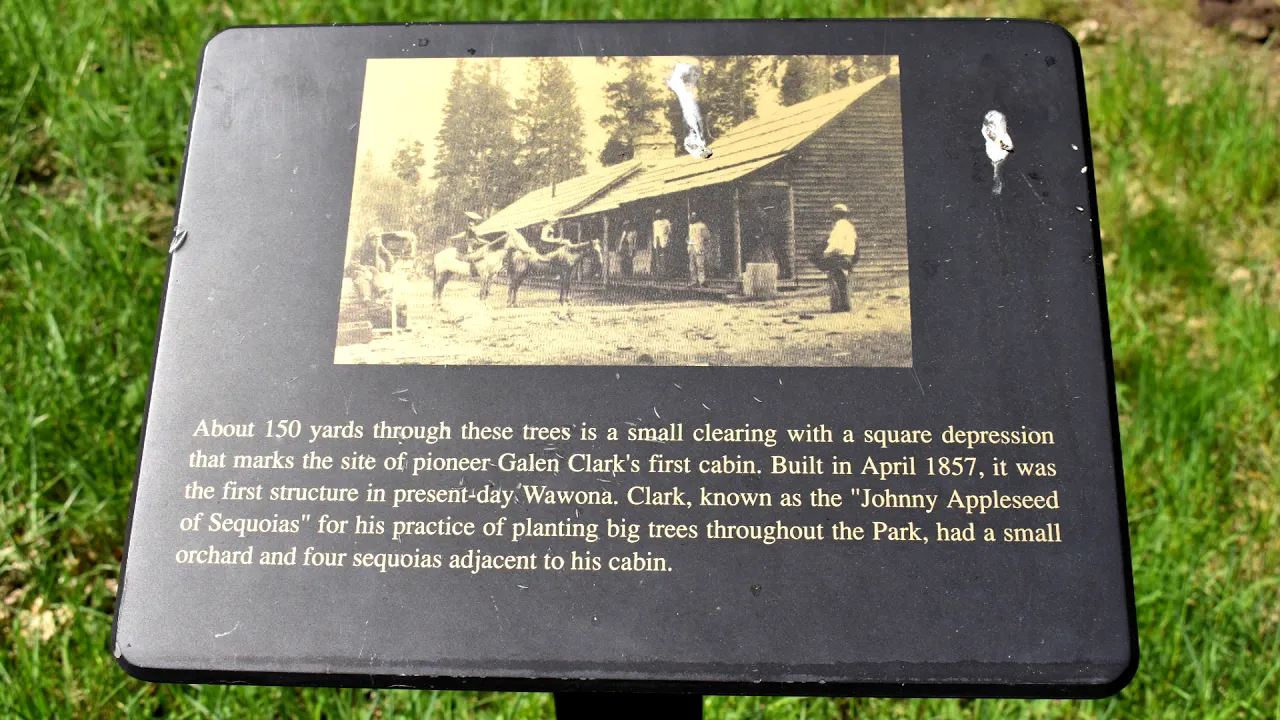 About 150 yards through these trees is a small clearing with a square depression
that marks the site of pioneer Galen Clark's first cabin. Built in April 1857, it was
the first structure in present-day Wawona. Clark, known as the "Johnny Appleseed
of Sequoias" for his practice of planting big trees throughout the Park, had a small
orchard and four sequoias adjacent to his cabin.